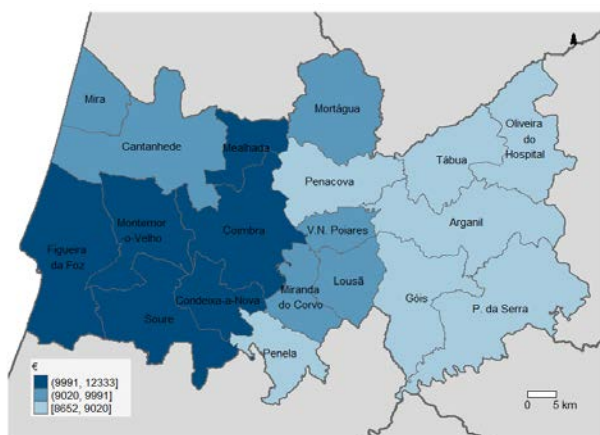 Mira
Mortágua
Oliveira
do
Hospital
Cantanhede
Mealhada
Tábua
Penacova
Arganil
Montemor
-o-Velho
Coimbra
V.N. Poiares
Figueira
da Foz
Lousã
Condeixa-a-Nova
Miranda
do Corvo
Góis
P. da Serra
Soure
Penela
€
(9991, 12333]
(9020, 9991]
[8652, 9020]
0
5 km